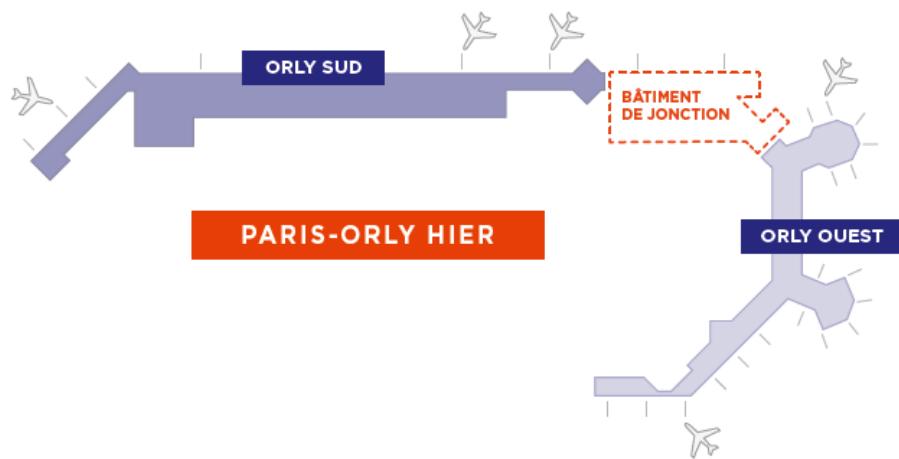 ORLY SUD
BÂTIMENT
DE JONCTION
PARIS-ORLY HIER
ORLY OUEST